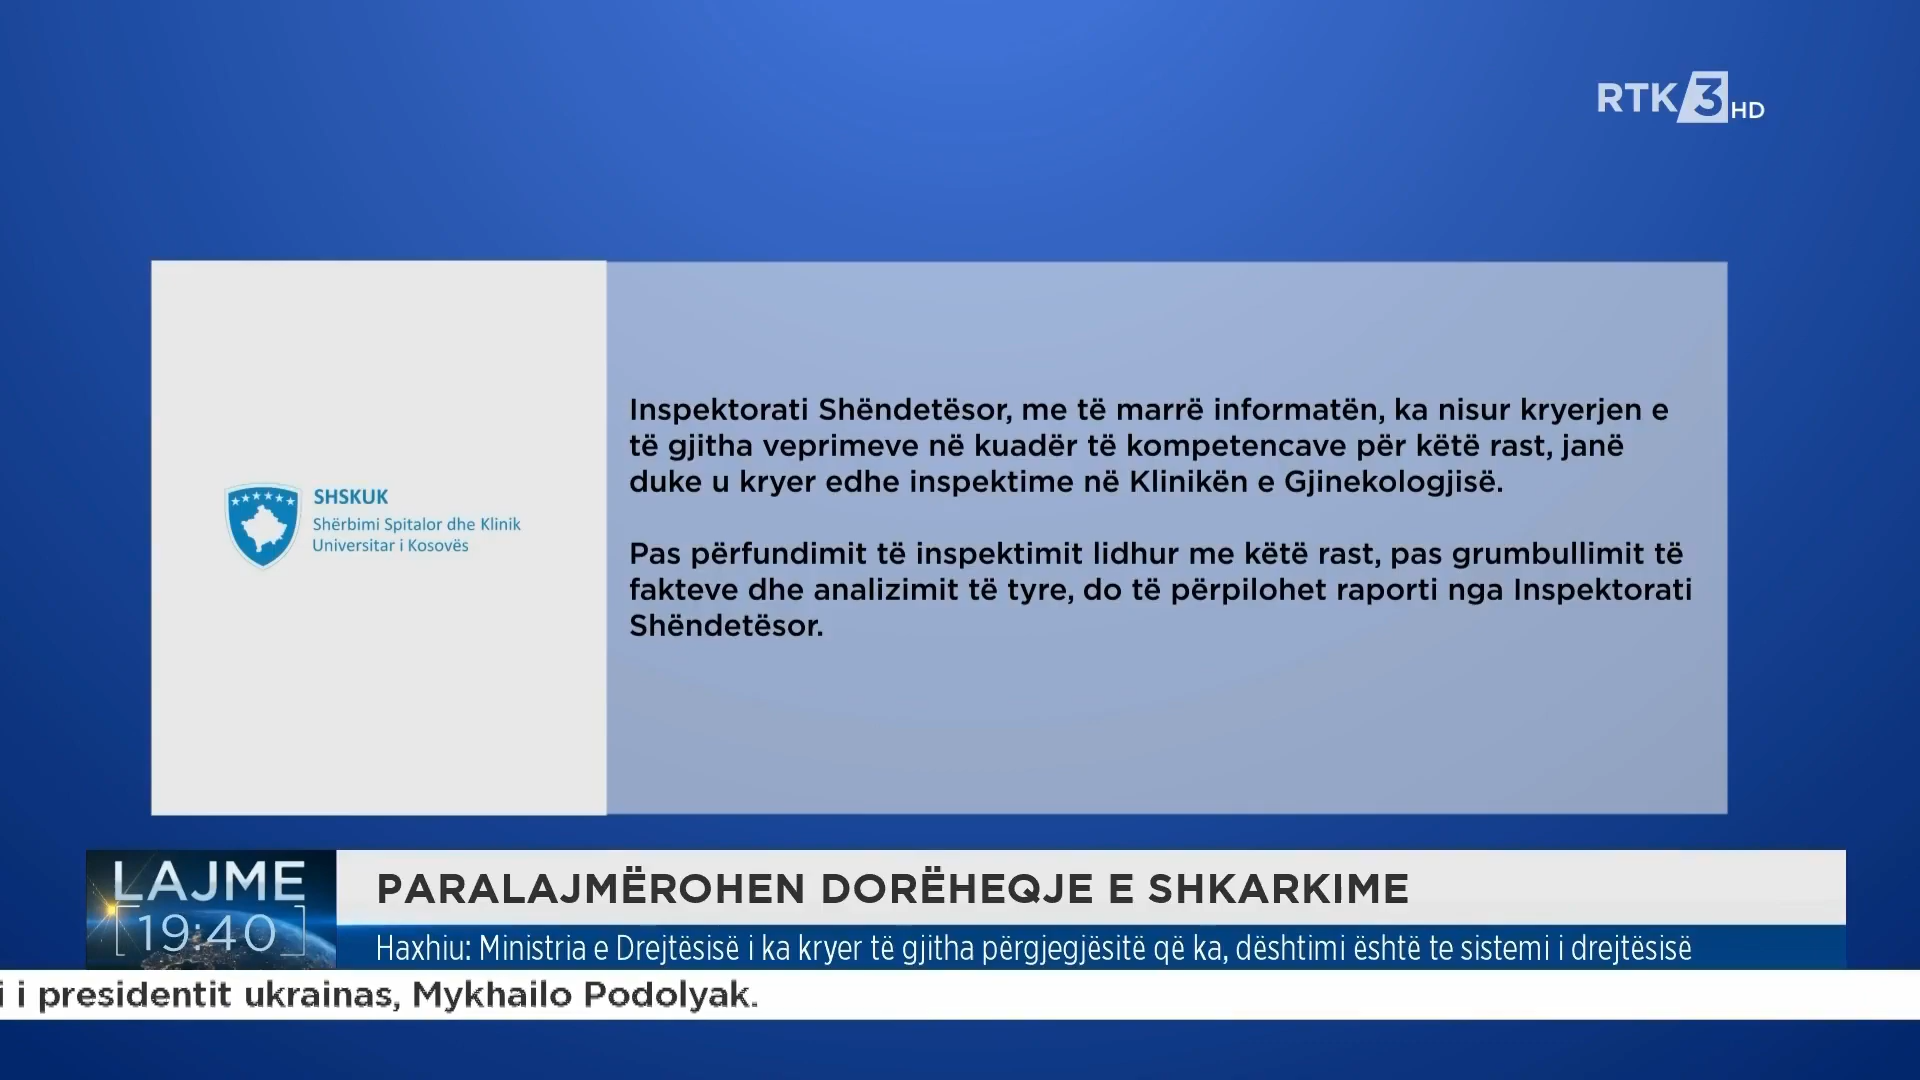 RTK 3 HD
SHSKUK
Shërbimi Spitalor dhe Klinik
Universitar i Kosovës
Inspektorati Shëndetësor, me të marrë informatën, ka nisur kryerjen e
të gjitha veprimeve në kuadër të kompetencave për këtë rast, janë
duke u kryer edhe inspektime në Klinikën e Gjinekologjisë.
Pas përfundimit të inspektimit lidhur me këtë rast, pas grumbullimit të
fakteve dhe analizimit të tyre, do të përpilohet raporti nga Inspektorati
Shëndetësor.
LAJME
19:40
PARALAJMËROHEN DORËHEQJE E SHKARKIME
Haxhiu: Ministria e Drejtësisë i ka kryer të gjitha përgjegjësitë që ka, dështimi është te sistemi i drejtësisë
i i presidentit ukrainas, Mykhailo Podolyak.